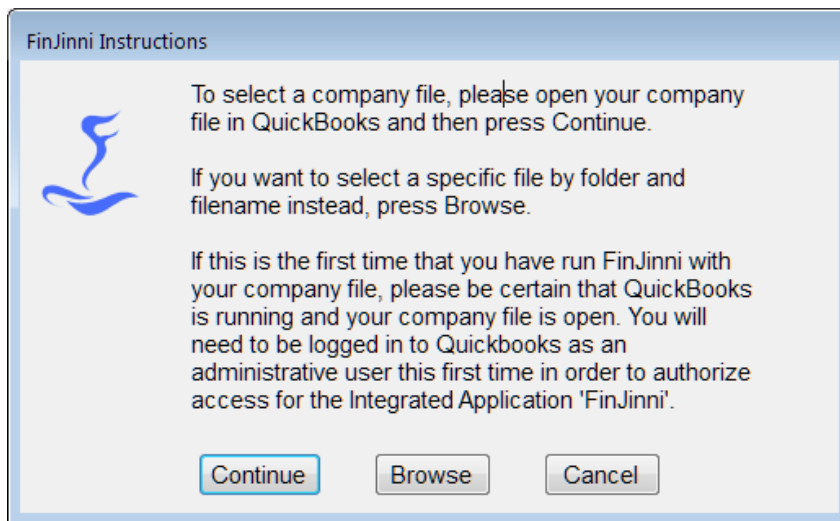 FinJinni Instructions
To select a company file, please open your company
file in QuickBooks and then press Continue.
If you want to select a specific file by folder and
filename instead, press Browse.
If this is the first time that you have run FinJinni with
your company file, please be certain that QuickBooks
is running and your company file is open. You will
need to be logged in to Quickbooks as an
administrative user this first time in order to authorize
access for the Integrated Application 'FinJinni'.
Continue Browse Cancel